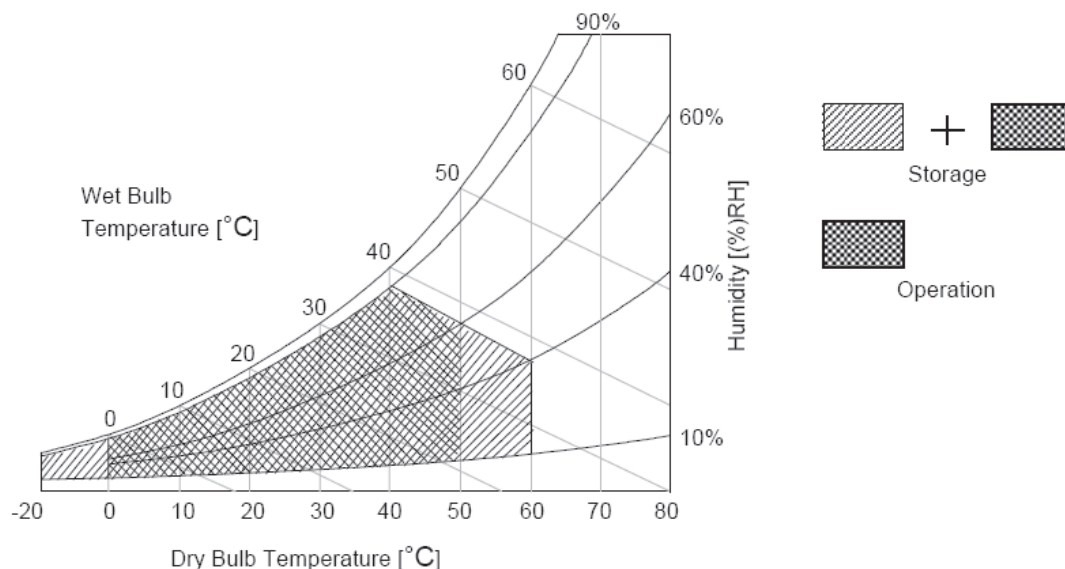 90%
60
60%
50
Wet Bulb
Temperature [°C]
40
40%
30
20
10
0
10%
Humidity [(%)RH]
-20 0 10 20 30 40 50 60 70 80
Dry Bulb Temperature [°C]
+
Storage
Operation